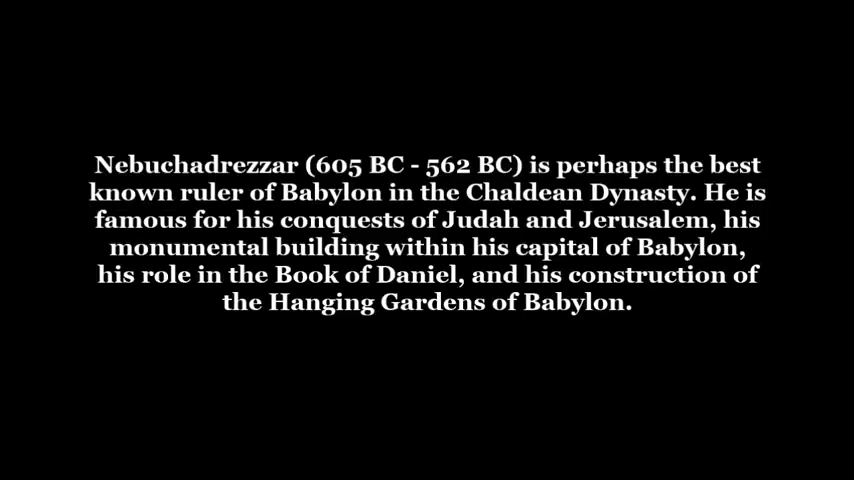 Nebuchadrezzar (605 BC - 562 BC) is perhaps the best
known ruler of Babylon in the Chaldean Dynasty. He is
famous for his conquests of Judah and Jerusalem, his
monumental building within his capital of Babylon,
his role in the Book of Daniel, and his construction of
the Hanging Gardens of Babylon.